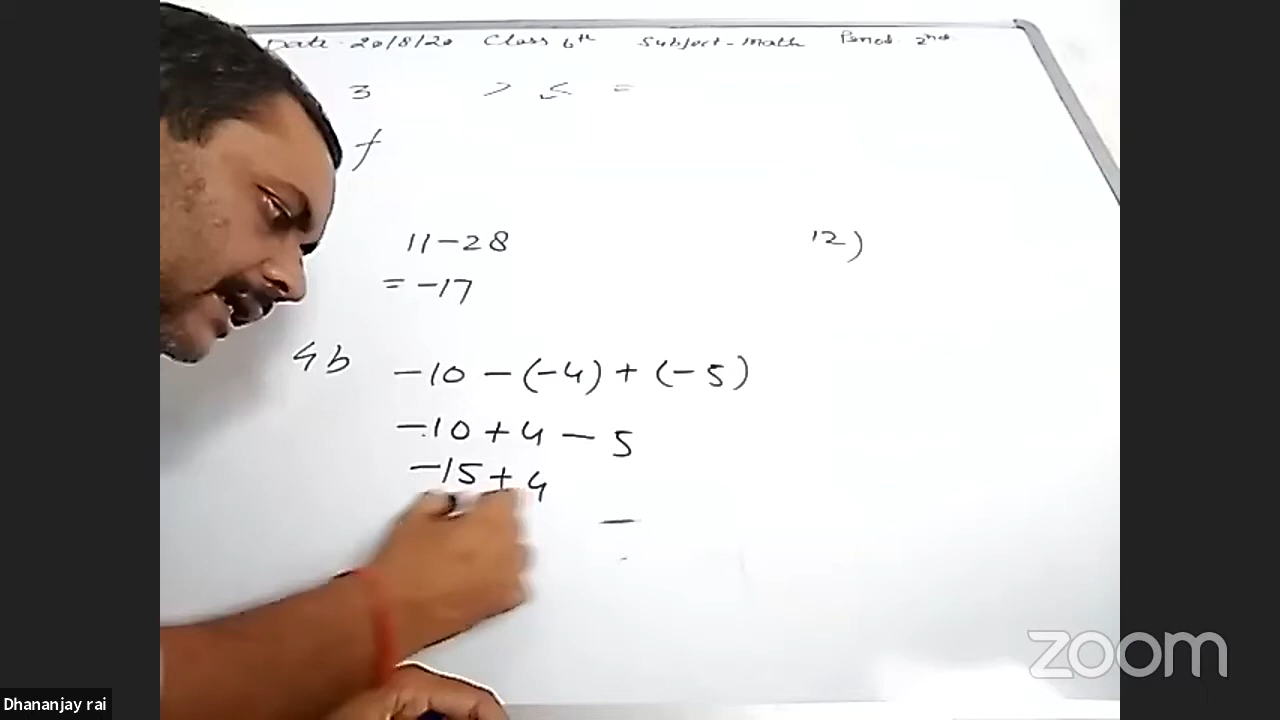 Date 20/8/20 Class 6th Subject - Math Period 2nd
3 > < =
f
11-28
= -17
12)
4b -10 - (-4) + (-5)
-10 + 4 - 5
-15 + 4
zoom
Dhananjay rai